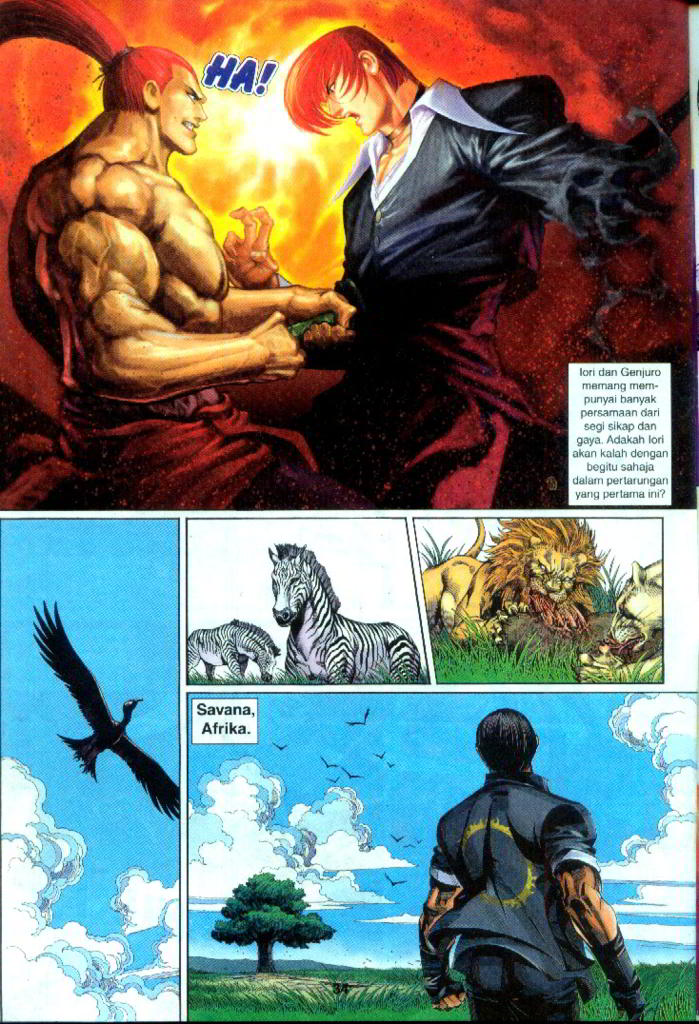 HA!
Iori dan Genjuro
memang mem-
punyai banyak
persamaan dari
segi sikap dan
gaya. Adakah Iori
akan kalah dengan
begitu sahaja
dalam pertarungan
yang pertama ini?
Savana,
Afrika.
34